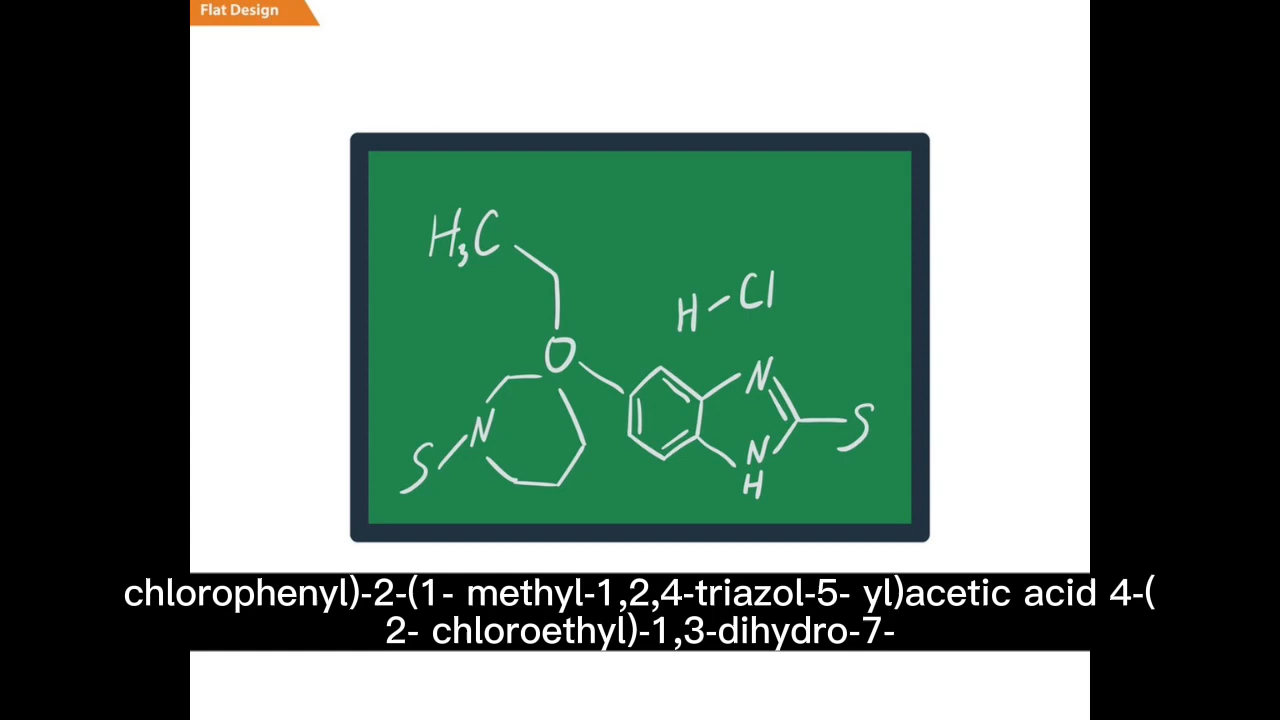 Flat Design
H₃C
H Cl
O
N
N
S
S
N
H
chlorophenyl)-2-(1- methyl-1,2,4-triazol-5- yl)acetic acid 4-(
2- chloroethyl)-1,3-dihydro-7-